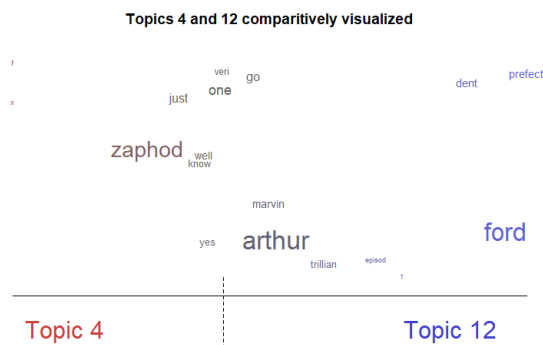 Topics 4 and 12 comparitively visualized
f
veri
go
prefect
dent
one
just
x
zaphod
well
know
marvin
ford
yes
arthur
trillian
episod
1
Topic 4
Topic 12